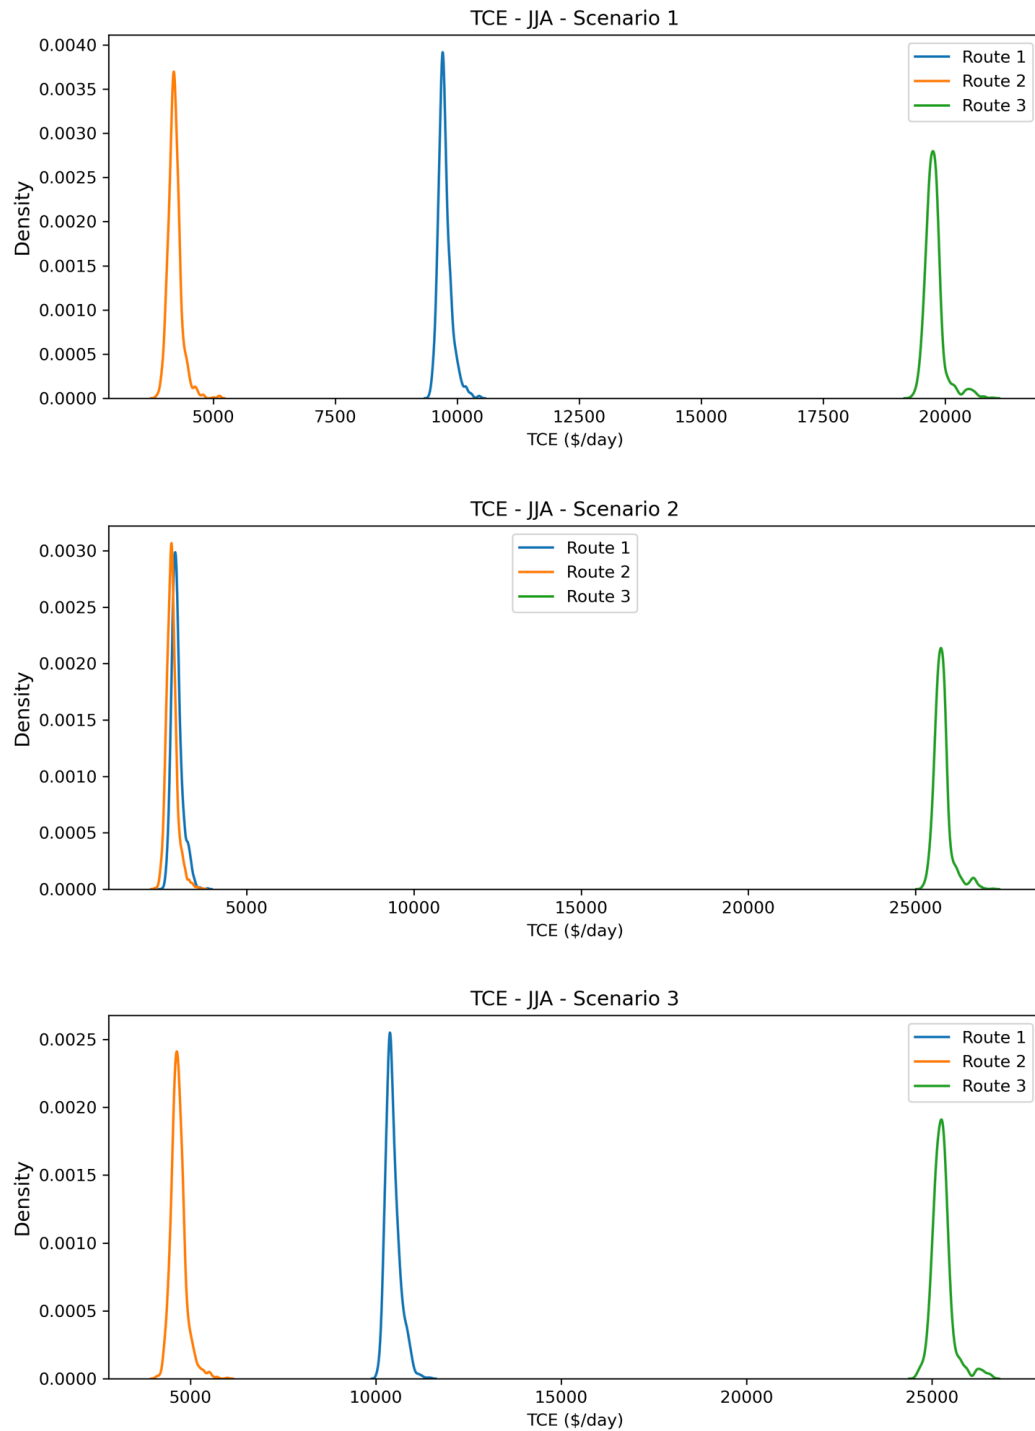 TCE - JJA - Scenario 1
0.0040
0.0035
0.0030
0.0025
0.0020
0.0015
0.0010
0.0005
0.0000
Density
Route 1
Route 2
Route 3
5000 7500 10000 12500 15000 17500 20000
TCE ($/day)
TCE - JJA - Scenario 2
0.0030
0.0025
0.0020
0.0015
0.0010
0.0005
0.0000
Density
Route 1
Route 2
Route 3
5000 10000 15000 20000 25000
TCE ($/day)
TCE - JJA - Scenario 3
0.0025
0.0020
0.0015
0.0010
0.0005
0.0000
Density
Route 1
Route 2
Route 3
5000 10000 15000 20000 25000
TCE ($/day)